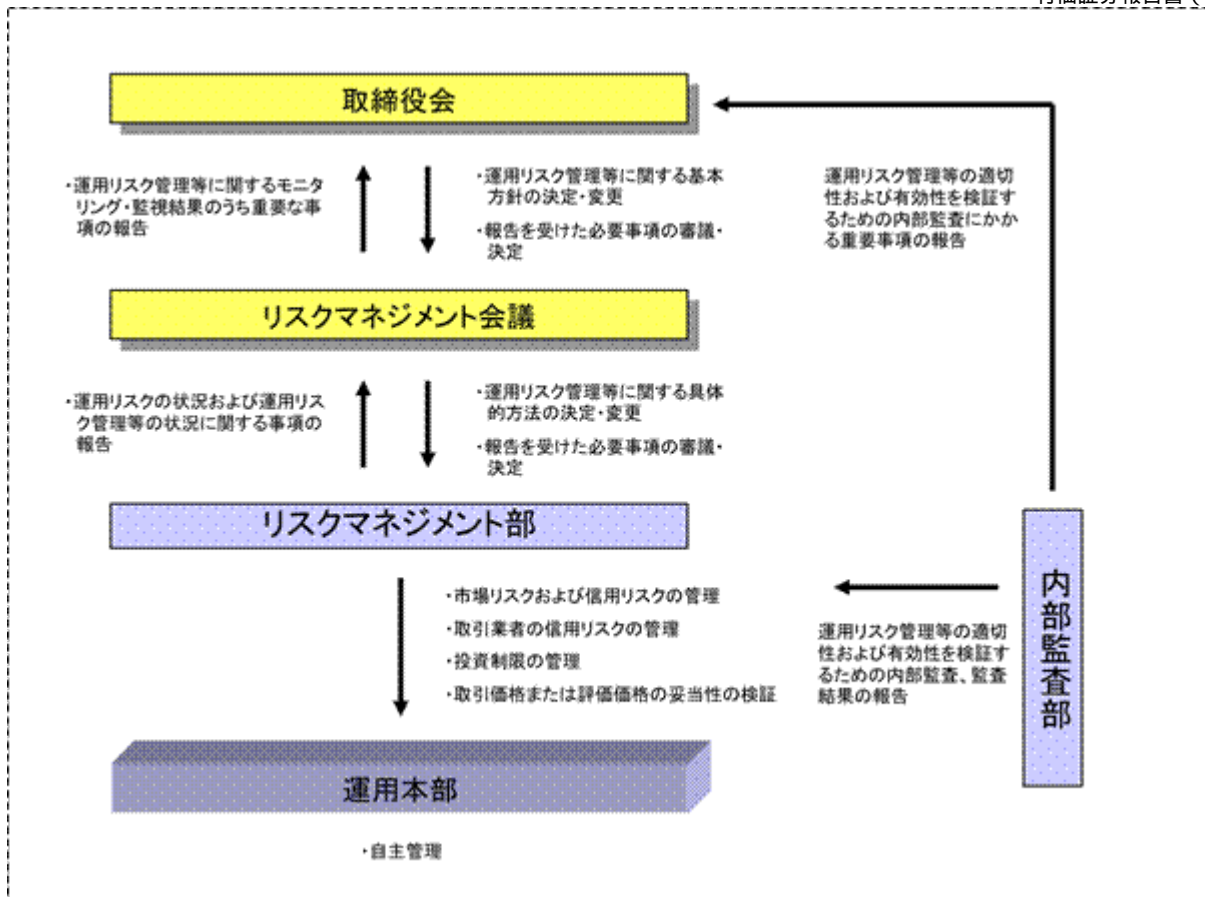 有価証券報告書(
取締役会
・運用リスク管理等に関するモニタ
リング・監視結果のうち重要な事
項の報告
・運用リスク管理等に関する基本
方針の決定・変更
・報告を受けた必要事項の審議・
決定
運用リスク管理等の適切
性および有効性を検証す
るための内部監査にかか
る重要事項の報告
リスクマネジメント会議
・運用リスクの状況および運用リス
ク管理等の状況に関する事項の
報告
・運用リスク管理等に関する具体
的方法の決定・変更
・報告を受けた必要事項の審議・
決定
リスクマネジメント部
・市場リスクおよび信用リスクの管理
・取引業者の信用リスクの管理
・投資制限の管理
・取引価格または評価価格の妥当性の検証
運用リスク管理等の適切
性および有効性を検証す
るための内部監査、監査
結果の報告
内部監査部
運用本部
・自主管理